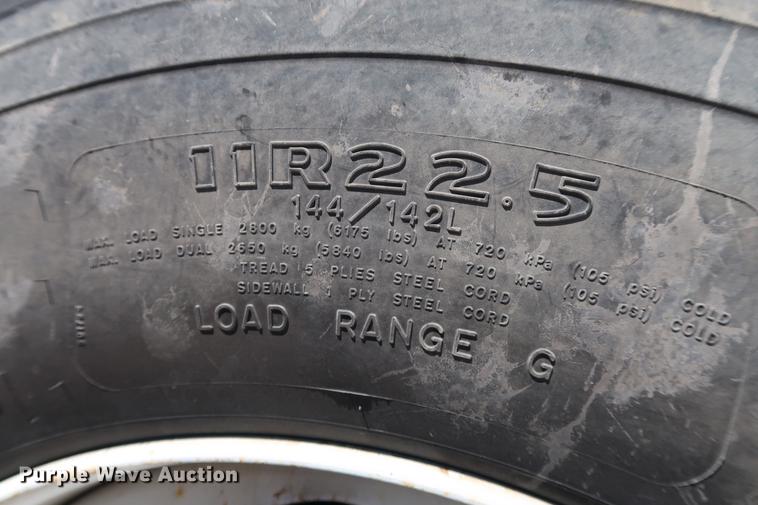 11R22.5
144/142L
MAX. LOAD SINGLE 2800 kg (6175 lbs) AT 720 kPa (105 psi) COLD
MAX. LOAD DUAL 2650 kg (5840 lbs) AT 720 kPa (105 psi) COLD
TREAD 5 PLIES STEEL CORD
SIDEWALL 1 PLY STEEL CORD
LOAD RANGE G
Purple Wave Auction